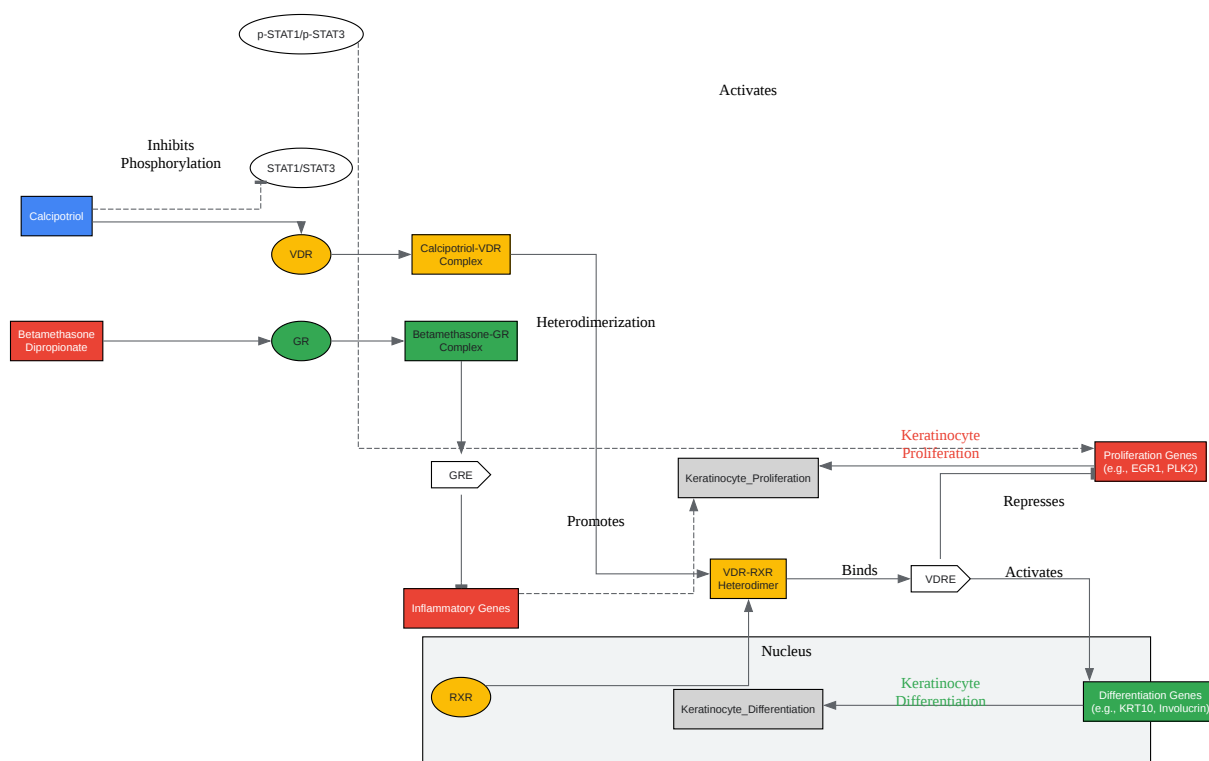 p-STAT1/p-STAT3
Activates
Inhibits
Phosphorylation
STAT1/STAT3
Calcipotriol
VDR
Calcipotriol-VDR
Complex
Heterodimerization
Betamethasone
Dipropionate
GR
Betamethasone-GR
Complex
Keratinocyte
Proliferation
Proliferation Genes
(e.g., EGR1, PLK2)
GRE
Keratinocyte_Proliferation
Represses
Promotes
VDR-RXR
Heterodimer
Binds
VDRE
Activates
Inflammatory Genes
Nucleus
RXR
Keratinocyte_Differentiation
Keratinocyte
Differentiation
Differentiation Genes
(e.g., KRT10, Involucrin)